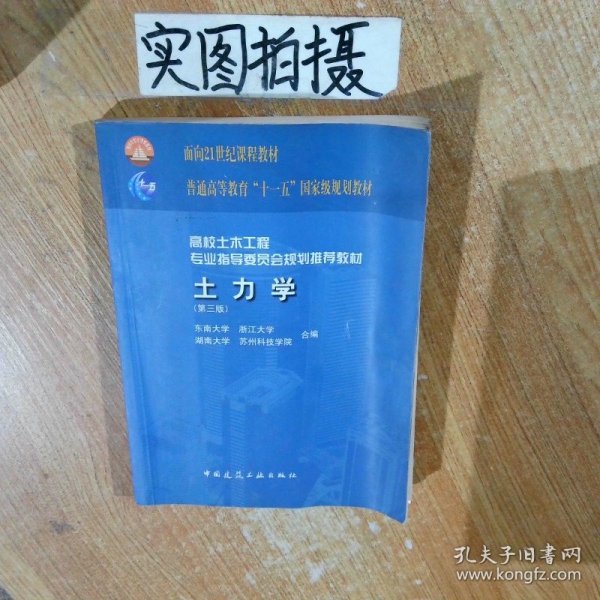 实图拍摄
面向21世纪课程教材
十一五
普通高等教育“十一五”国家级规划教材
高校土木工程
专业指导委员会规划推荐教材
土力学
(第三版)
东南大学 浙江大学
湖南大学 苏州科技学院 合编
中国建筑工业出版社
孔夫子旧书网
www.kongfz.com